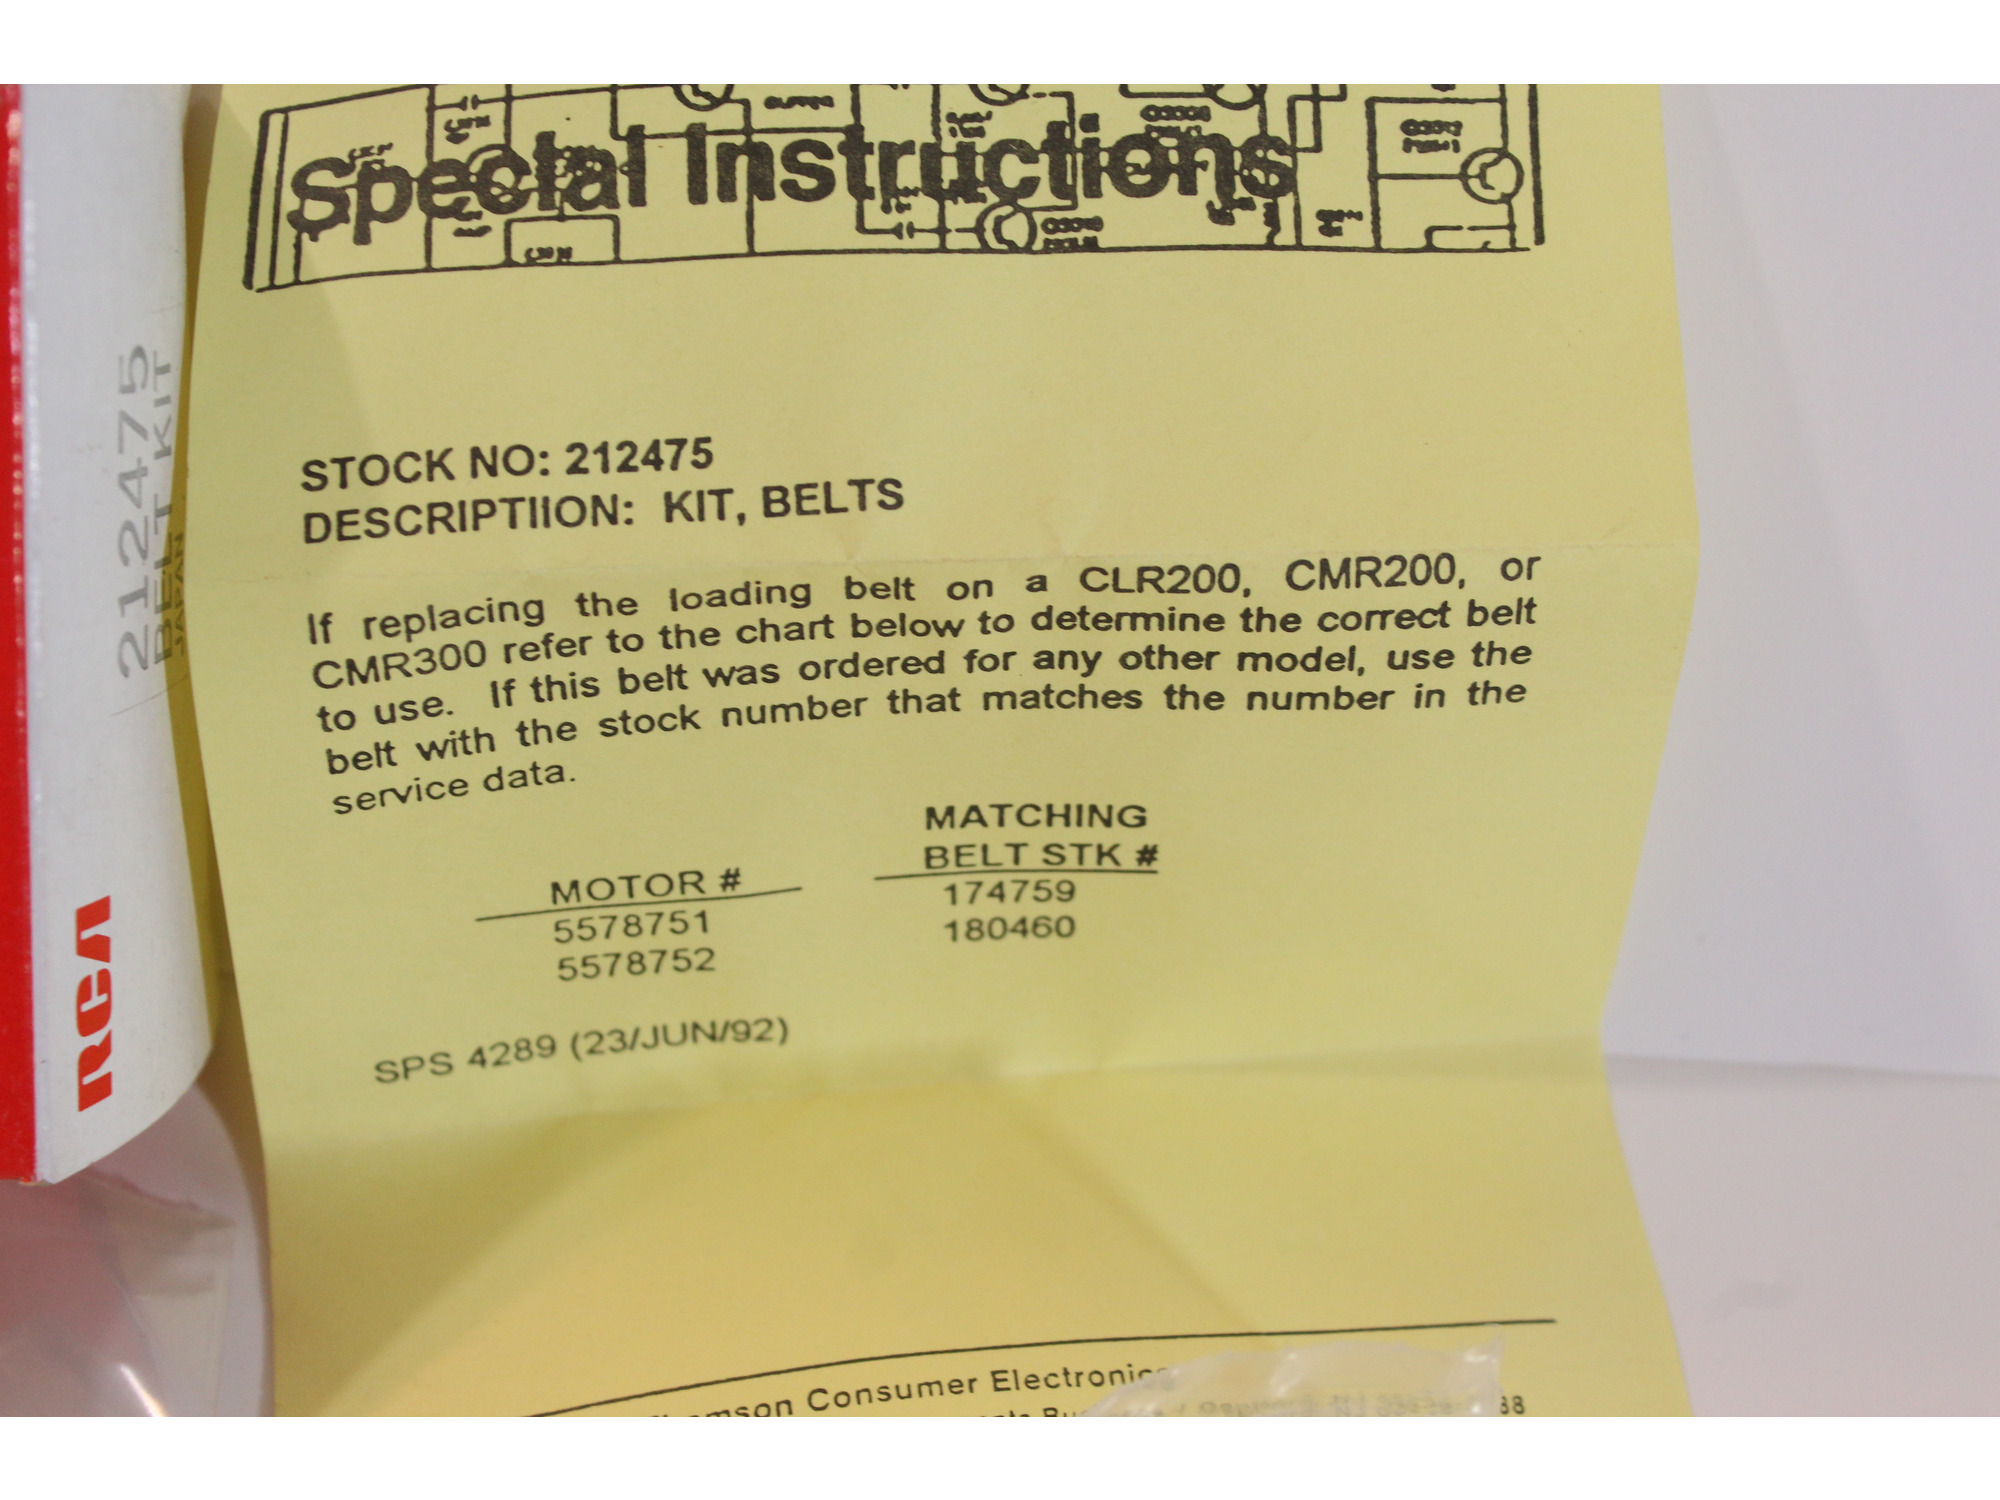 Special Instructions
STOCK NO: 212475
DESCRIPTIION: KIT, BELTS
If replacing the loading belt on a CLR200, CMR200, or
CMR300 refer to the chart below to determine the correct belt
to use. If this belt was ordered for any other model, use the
belt with the stock number that matches the number in the
service data.
MATCHING
MOTOR # BELT STK #
5578751 174759
5578752 180460
SPS 4289 (23/JUN/92)
Consumer Electronics
212475
BELT KIT
JAPAN
RCA